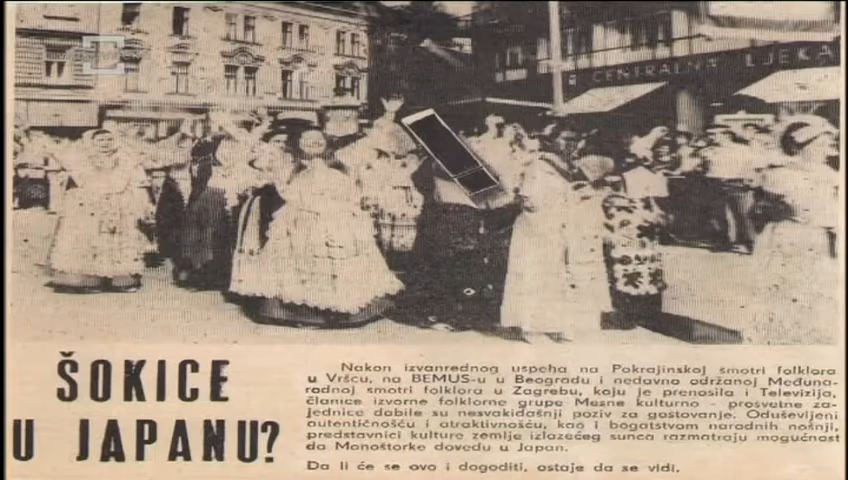 CENTRALNA LJEKA
ŠOKICE
U JAPANU?
Nakon izvanrednog uspeha na Pokrajinskoj smotri folklora
u Vršcu, na BEMUS-u u Beogradu i nedavno održanoj Međuna-
rodnoj smotri folklora u Zagrebu, koju je prenosila i Televizija,
članice izvorne folklorne grupe Mesne kulturno - prosvetne za-
jednice dobile su nesvakidašnji poziv za gostovanje. Oduševljeni
autentičnošću i atraktivnošću, kao i bogatstvom narodnih nošnji,
predstavnici kulture zemlje izlazećeg sunca razmatraju mogućnost
da Monoštorke dovedu u Japan.
Da li će se ovo i dogoditi, ostaje da se vidi.